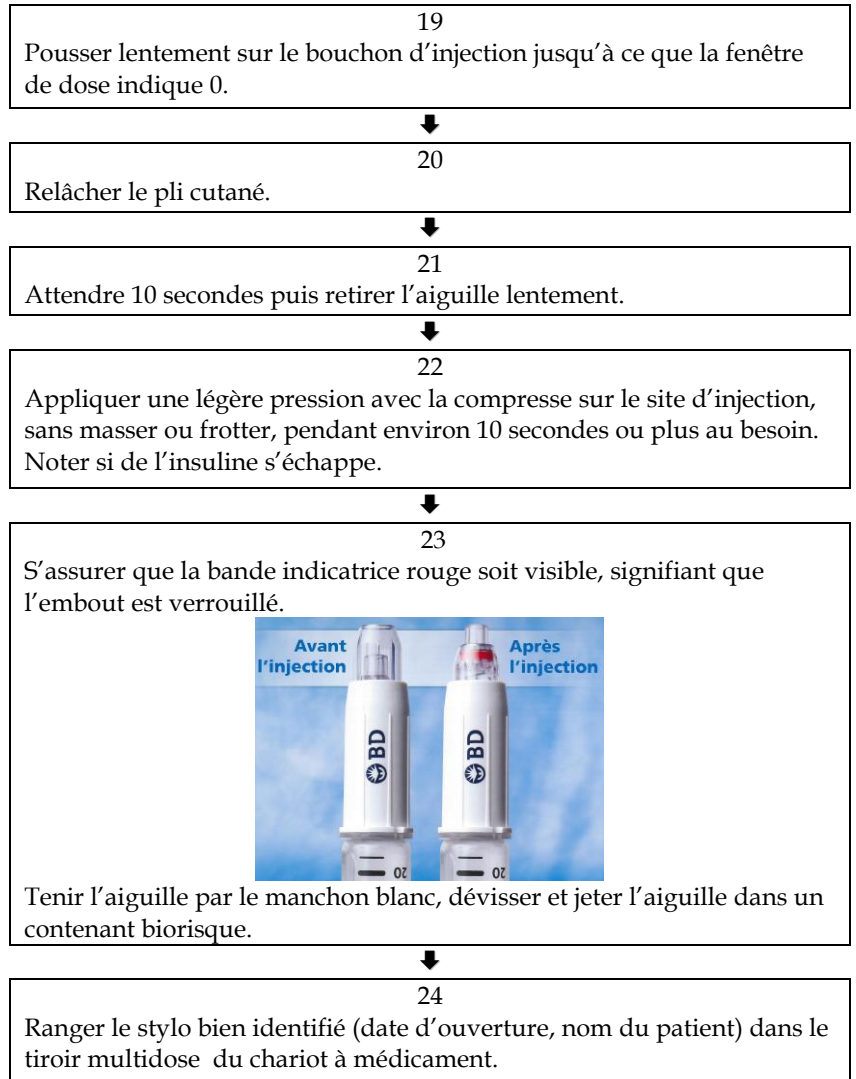 19
Pousser lentement sur le bouchon d’injection jusqu’à ce que la fenêtre
de dose indique 0.
20
Relâcher le pli cutané.
21
Attendre 10 secondes puis retirer l’aiguille lentement.
22
Appliquer une légère pression avec la compresse sur le site d’injection,
sans masser ou frotter, pendant environ 10 secondes ou plus au besoin.
Noter si de l’insuline s’échappe.
23
S’assurer que la bande indicatrice rouge soit visible, signifiant que
l’embout est verrouillé.
Avant
l’injection
Après
l’injection
BD
BD
20
20
Tenir l’aiguille par le manchon blanc, dévisser et jeter l’aiguille dans un
contenant biorisque.
24
Ranger le stylo bien identifié (date d’ouverture, nom du patient) dans le
tiroir multidose du chariot à médicament.